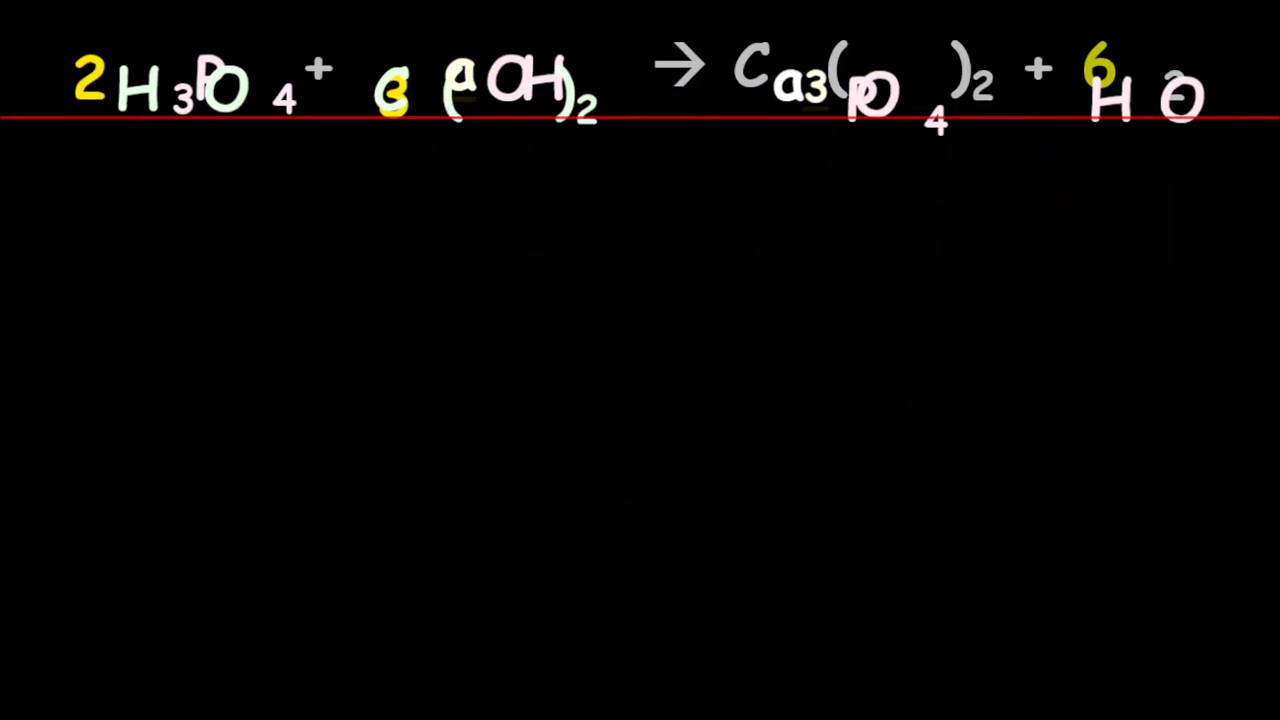 2H₃PO₄ + 3Ca(OH)₂ → Ca₃(PO₄)₂ + 6H₂O